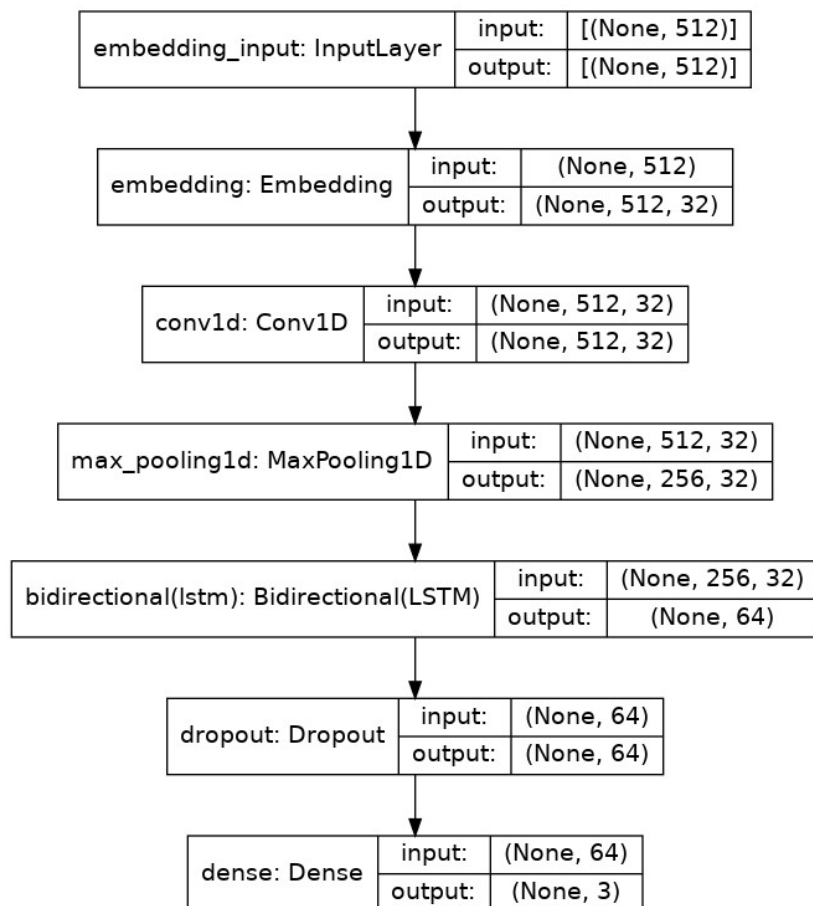 embedding_input: InputLayer
input: [(None, 512)]
output: [(None, 512)]
embedding: Embedding
input: (None, 512)
output: (None, 512, 32)
conv1d: Conv1D
input: (None, 512, 32)
output: (None, 512, 32)
max_pooling1d: MaxPooling1D
input: (None, 512, 32)
output: (None, 256, 32)
bidirectional(lstm): Bidirectional(LSTM)
input: (None, 256, 32)
output: (None, 64)
dropout: Dropout
input: (None, 64)
output: (None, 64)
dense: Dense
input: (None, 64)
output: (None, 3)